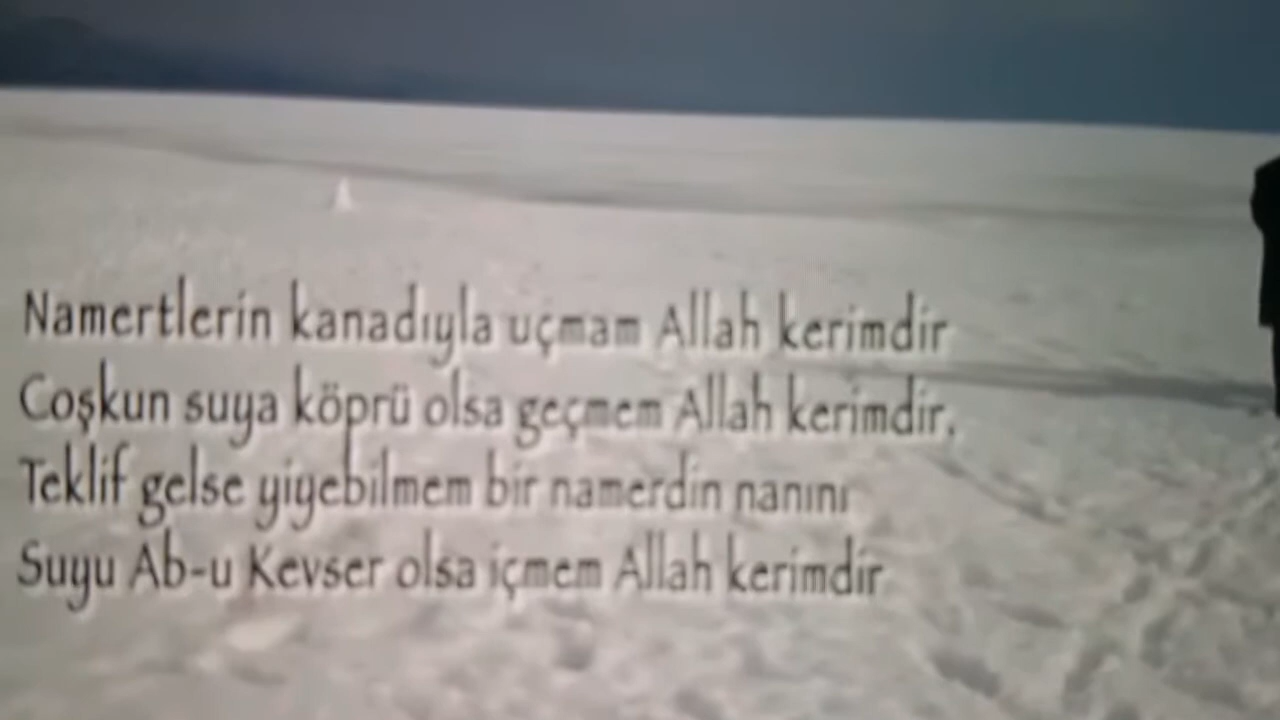 Namertlerin kanadıyla uçmam Allah kerimdir
Coşkun suya köprü olsa geçmem Allah kerimdir.
Teklif gelse yiyebilmem bir namerdin nanını
Suyu Ab-u Kevser olsa içmem Allah kerimdir